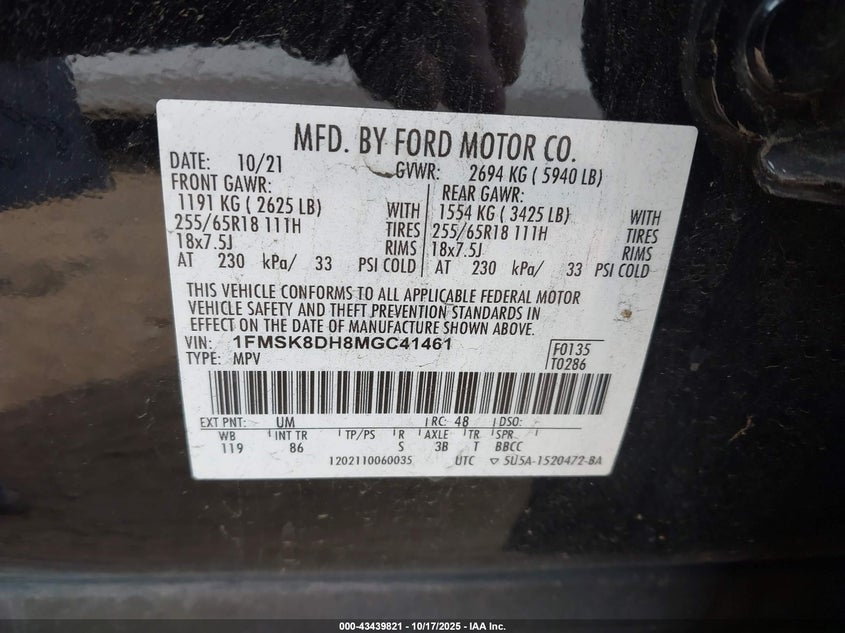 MFD. BY FORD MOTOR CO.
DATE: 10/21 GVWR: 2694 KG ( 5940 LB)
FRONT GAWR: REAR GAWR:
1191 KG ( 2625 LB) WITH 1554 KG ( 3425 LB) WITH
255/65R18 111H TIRES 255/65R18 111H TIRES
18x7.5J RIMS 18x7.5J RIMS
AT 230 kPa/ 33 PSI COLD AT 230 kPa/ 33 PSI COLD
THIS VEHICLE CONFORMS TO ALL APPLICABLE FEDERAL MOTOR
VEHICLE SAFETY AND THEFT PREVENTION STANDARDS IN
EFFECT ON THE DATE OF MANUFACTURE SHOWN ABOVE.
VIN: 1FMSK8DH8MGC41461 F0135
TYPE: MPV T0286
EXT PNT: UM RC: 48 DSO:
WB INT TR TP/PS R AXLE TR SPR
119 86 S 3B T BBCC
1202110060035 UTC ▽ 5U5A-1520472-BA
000-43439821 | 10/17/2025 | IAA Inc.